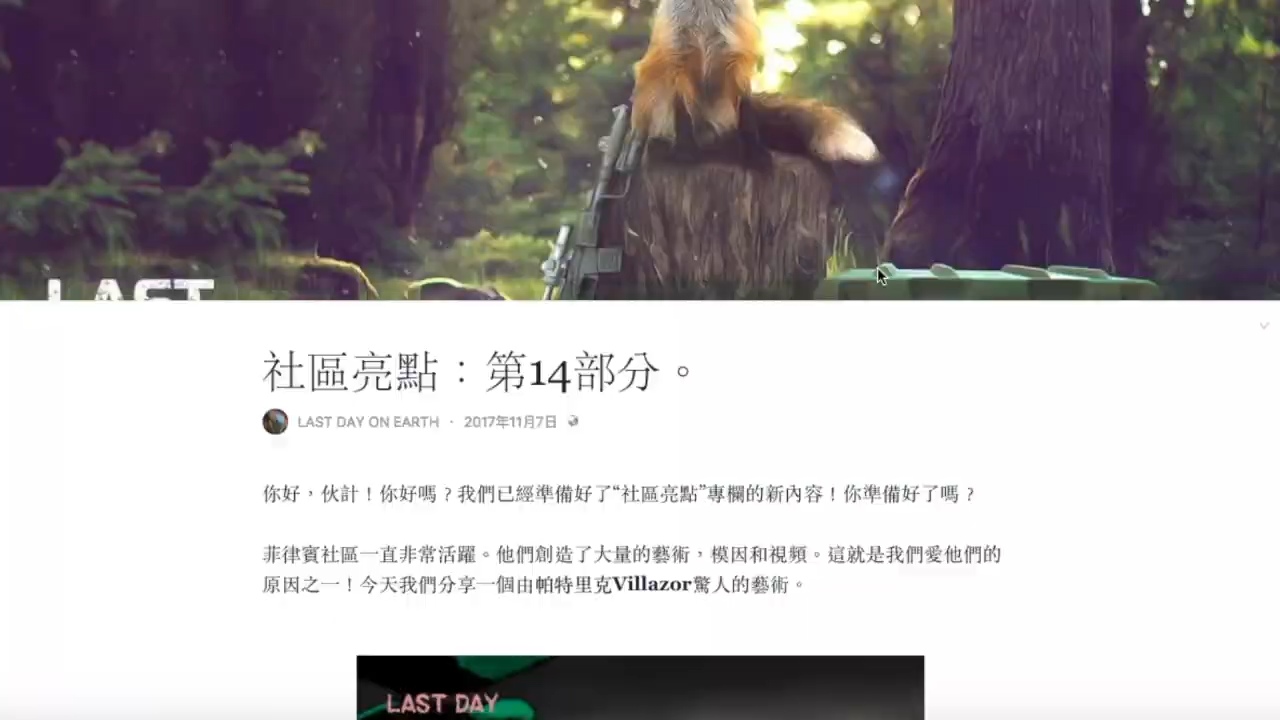 LAST
社區亮點：第14部分。
LAST DAY ON EARTH · 2017年11月7日
你好，伙計！你好嗎？我們已經準備好了“社區亮點”專欄的新內容！你準備好了嗎？
菲律賓社區一直非常活躍。他們創造了大量的藝術，模因和視頻。這就是我們愛他們的
原因之一！今天我們分享一個由帕特里克Villazor驚人的藝術。
LAST DAY